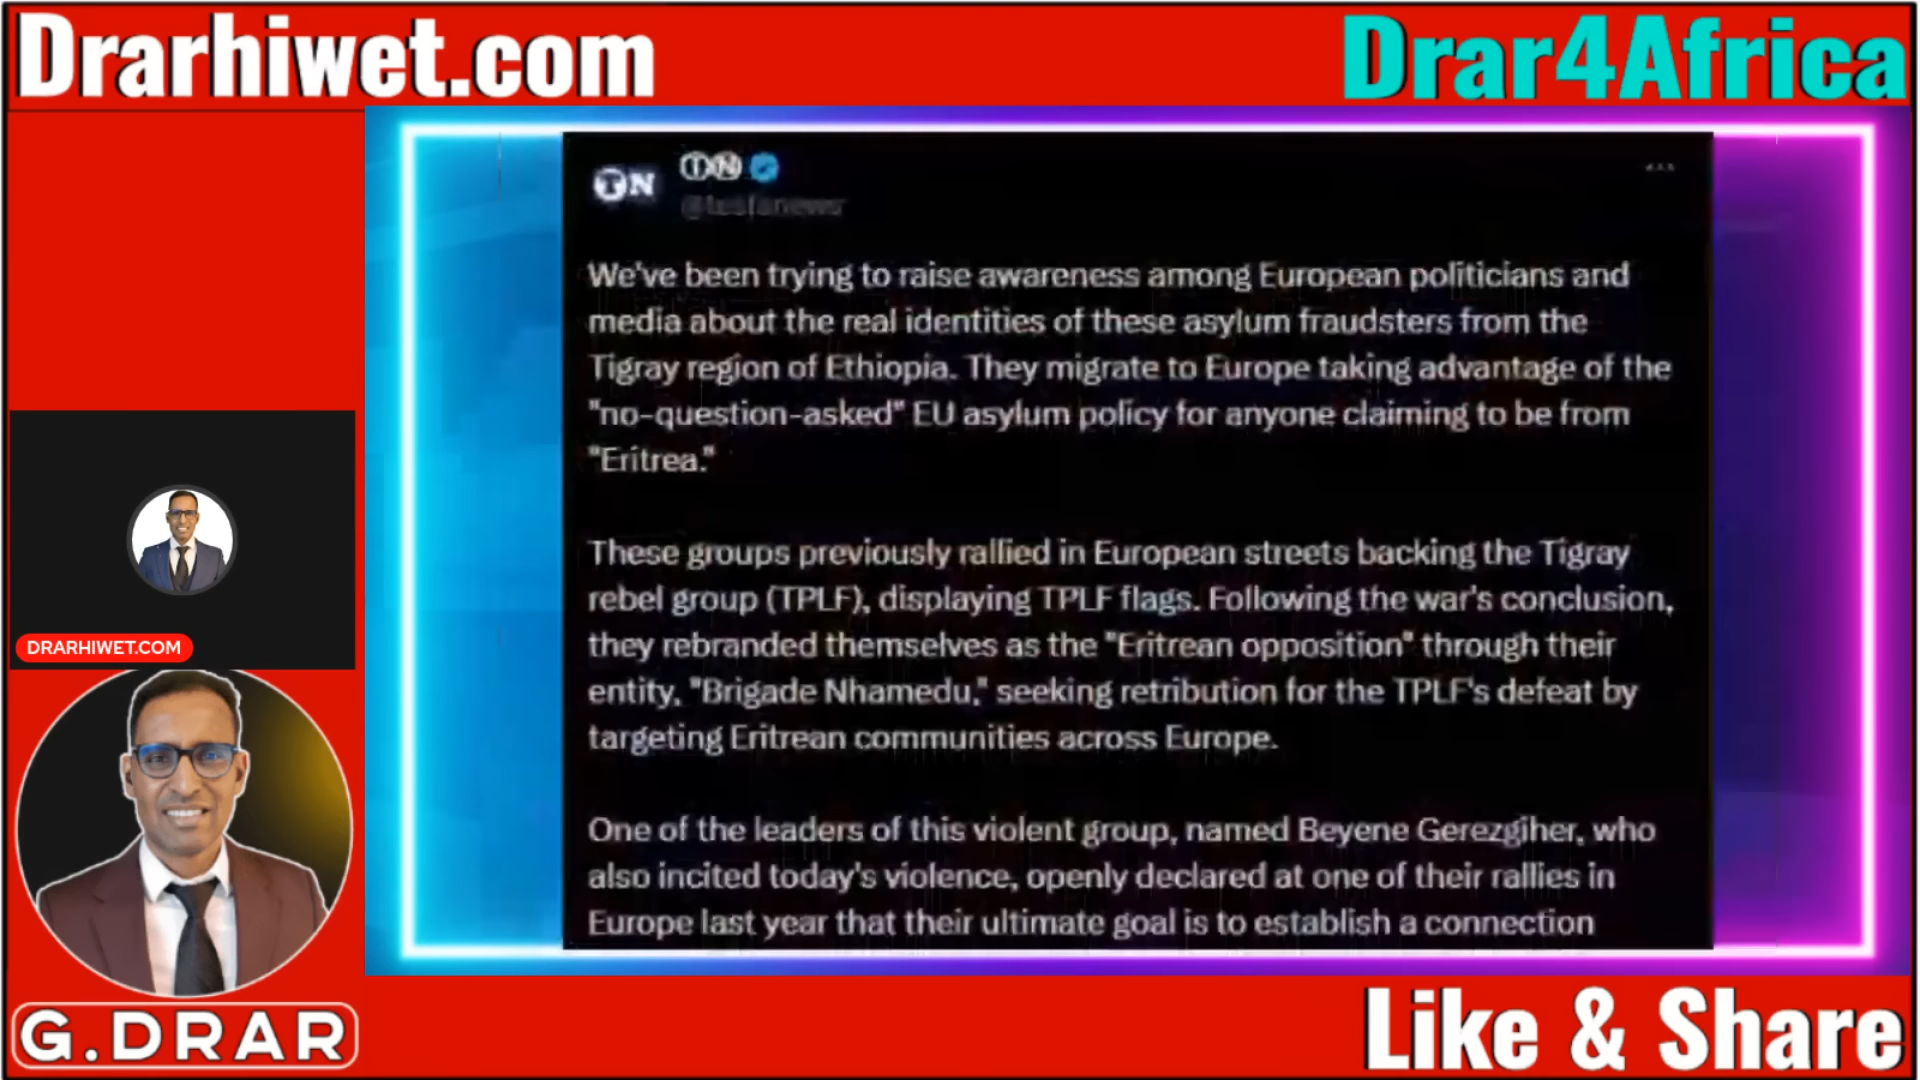 Drarhiwet.com
Drar4Africa
TN
TN
@tesfanews
We've been trying to raise awareness among European politicians and
media about the real identities of these asylum fraudsters from the
Tigray region of Ethiopia. They migrate to Europe taking advantage of the
"no-question-asked" EU asylum policy for anyone claiming to be from
"Eritrea."
These groups previously rallied in European streets backing the Tigray
rebel group (TPLF), displaying TPLF flags. Following the war's conclusion,
they rebranded themselves as the "Eritrean opposition" through their
entity, "Brigade Nhamedu," seeking retribution for the TPLF's defeat by
targeting Eritrean communities across Europe.
One of the leaders of this violent group, named Beyene Gerezgiher, who
also incited today's violence, openly declared at one of their rallies in
Europe last year that their ultimate goal is to establish a connection
DRARHIWET.COM
G.DRAR
Like & Share